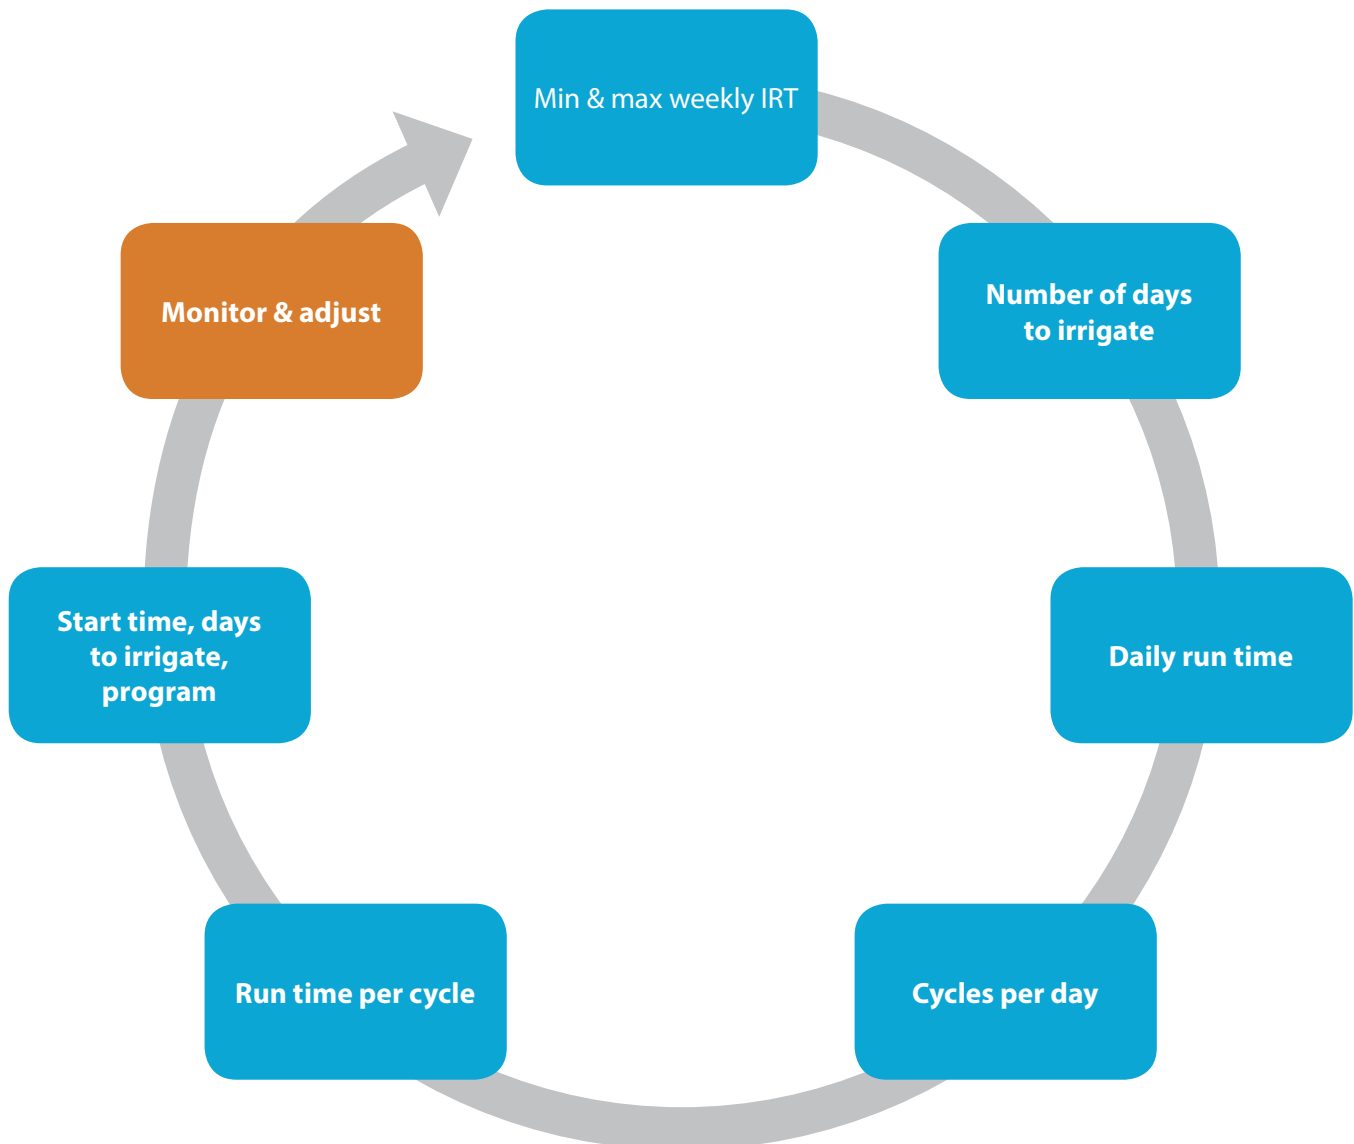 Min & max weekly IRT
Number of days
to irrigate
Daily run time
Cycles per day
Run time per cycle
Start time, days
to irrigate,
program
Monitor & adjust